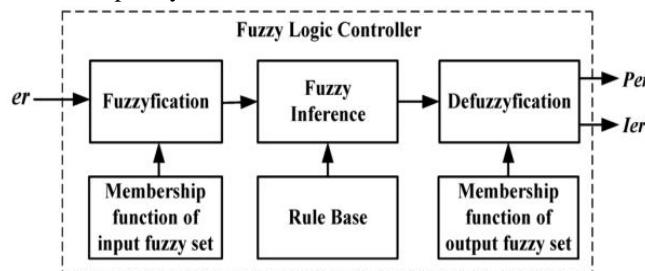 Fuzzy Logic Controller
er
Fuzzyfication
Fuzzy
Inference
Defuzzyfication
Per
Ier
Membership
function of
input fuzzy set
Rule Base
Membership
function of
output fuzzy set